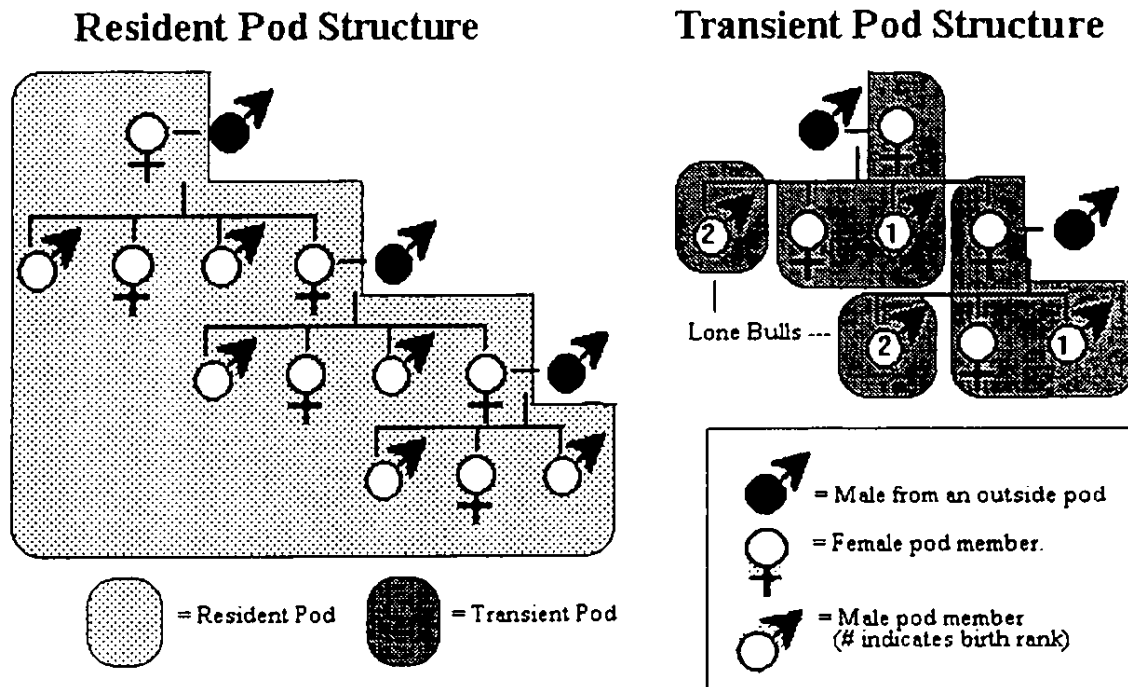 Resident Pod Structure
Transient Pod Structure
2
1
Lone Bulls ---
2
1
= Male from an outside pod
= Female pod member.
= Male pod member
(# indicates birth rank)
= Resident Pod
= Transient Pod